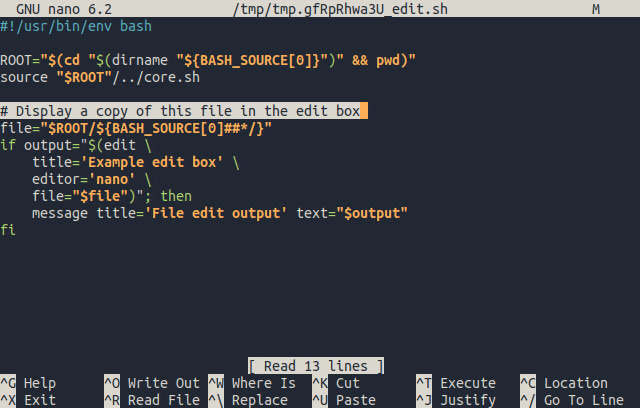 GNU nano 6.2 /tmp/tmp.gfRpRhwa3U_edit.sh M
#!/usr/bin/env bash
ROOT="$(cd "$(dirname "${BASH_SOURCE[0]}")" && pwd)"
source "$ROOT"/../core.sh
# Display a copy of this file in the edit box
file="$ROOT/${BASH_SOURCE[0]##*/}"
if output="$(edit \
    title='Example edit box' \
    editor='nano' \
    file="$file")"; then
    message title='File edit output' text="$output"
fi
[ Read 13 lines ]
^G Help ^O Write Out ^W Where Is ^K Cut ^T Execute ^C Location
^X Exit ^R Read File ^\ Replace ^U Paste ^J Justify ^/ Go To Line